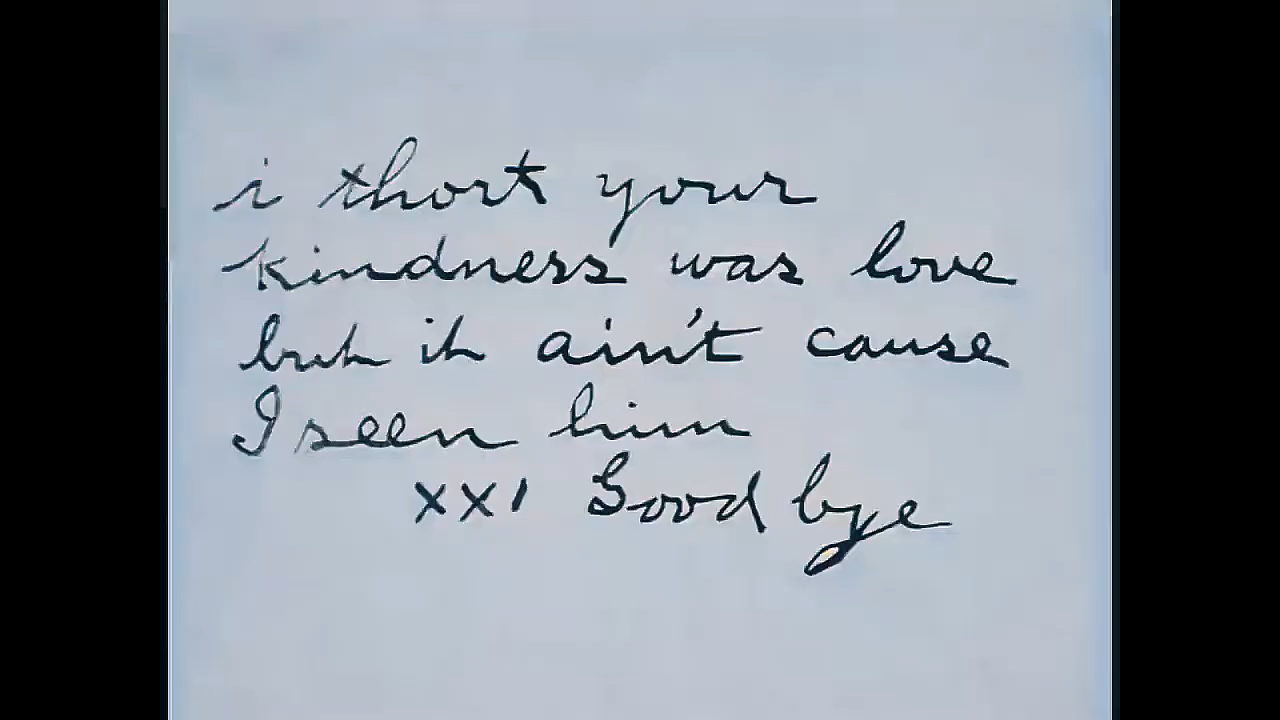 i thort your
kindness was love
but it ain't cause
I seen him
xx1 Good bye